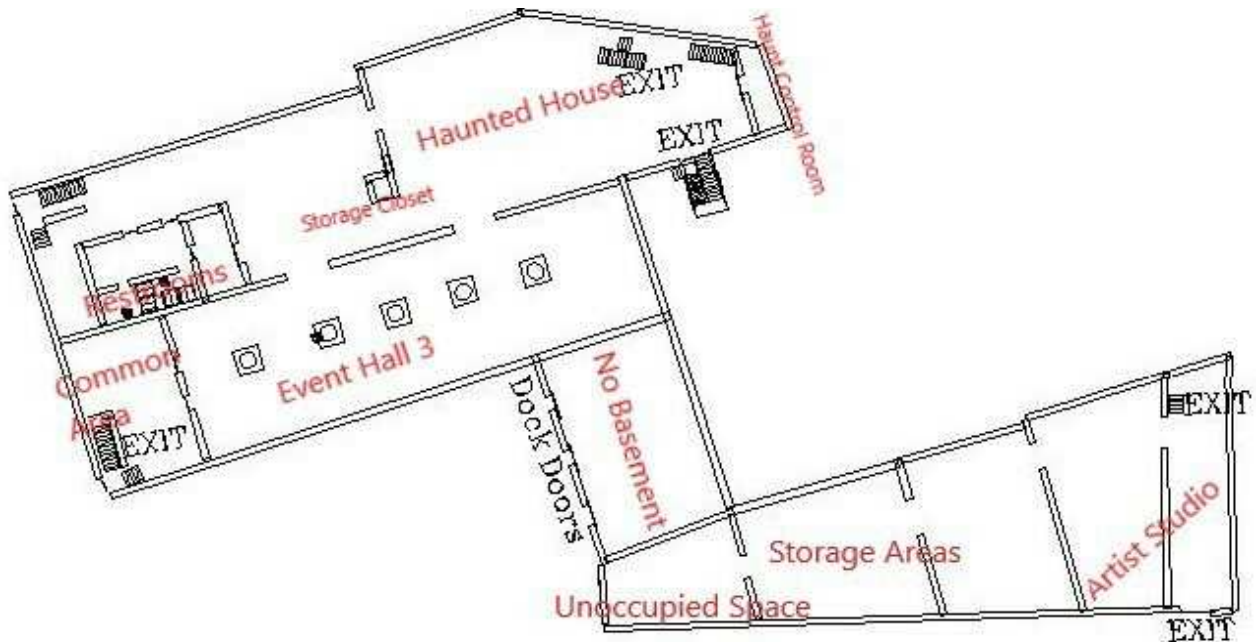 Haunt Control Room
EXIT
Haunted House
EXIT
Storage Closet
Restrooms
Common
Area
EXIT
Event Hall 3
No Basement
Dock Doors
EXIT
Storage Areas
Artist Studio
Unoccupied Space
EXIT